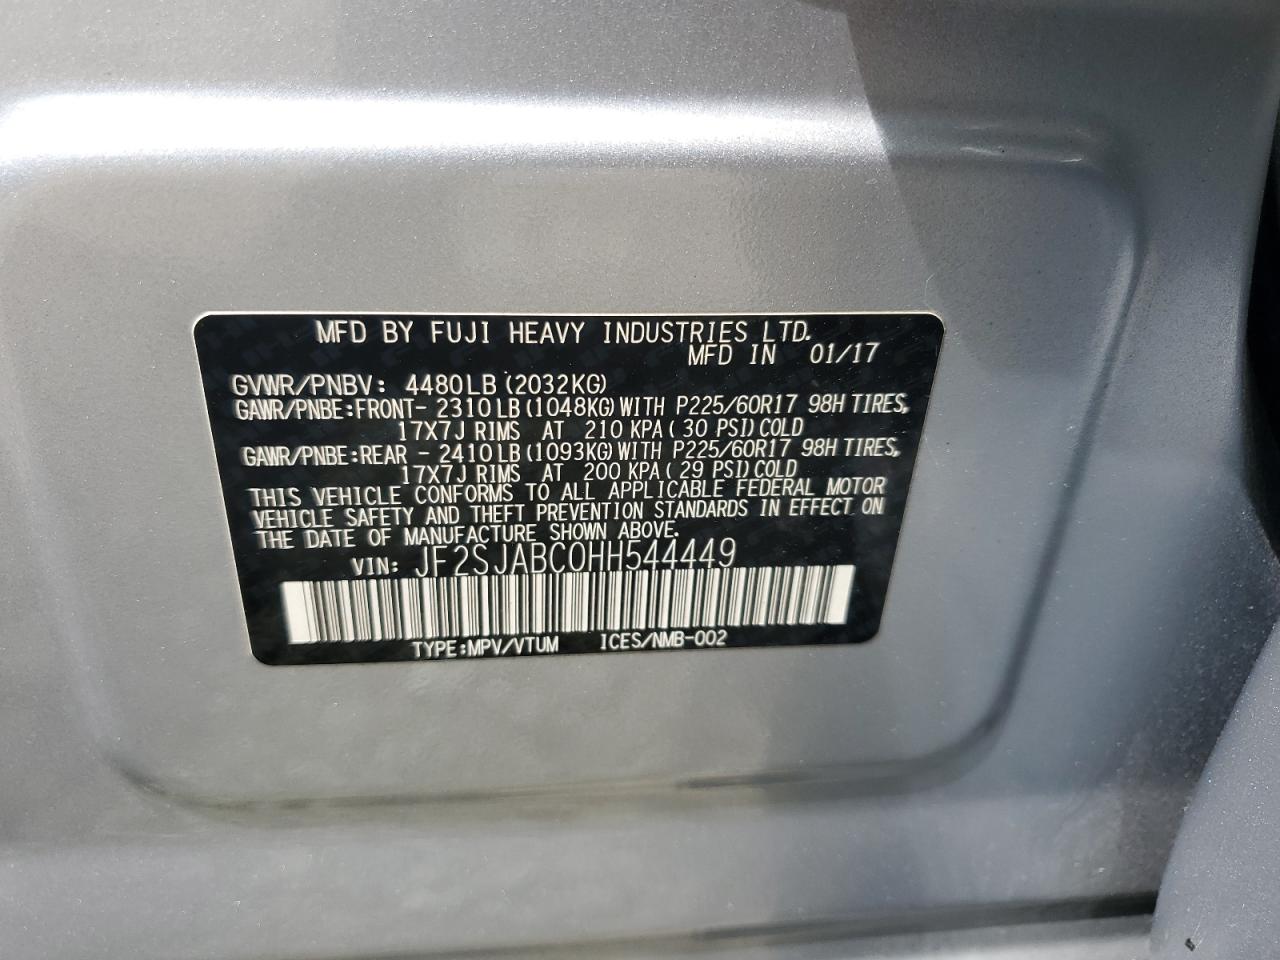 MFD BY FUJI HEAVY INDUSTRIES LTD.
MFD IN 01/17
GVWR/PNBV: 4480LB (2032KG)
GAWR/PNBE:FRONT- 2310LB (1048KG) WITH P225/60R17 98H TIRES,
17X7J RIMS AT 210 KPA ( 30 PSI) COLD
GAWR/PNBE:REAR - 2410LB (1093KG) WITH P225/60R17 98H TIRES,
17X7J RIMS AT 200 KPA ( 29 PSI) COLD
THIS VEHICLE CONFORMS TO ALL APPLICABLE FEDERAL MOTOR
VEHICLE SAFETY AND THEFT PREVENTION STANDARDS IN EFFECT ON
THE DATE OF MANUFACTURE SHOWN ABOVE.
VIN: JF2SJABC0HH544449
TYPE:MPV/VTUM ICES/NMB-002